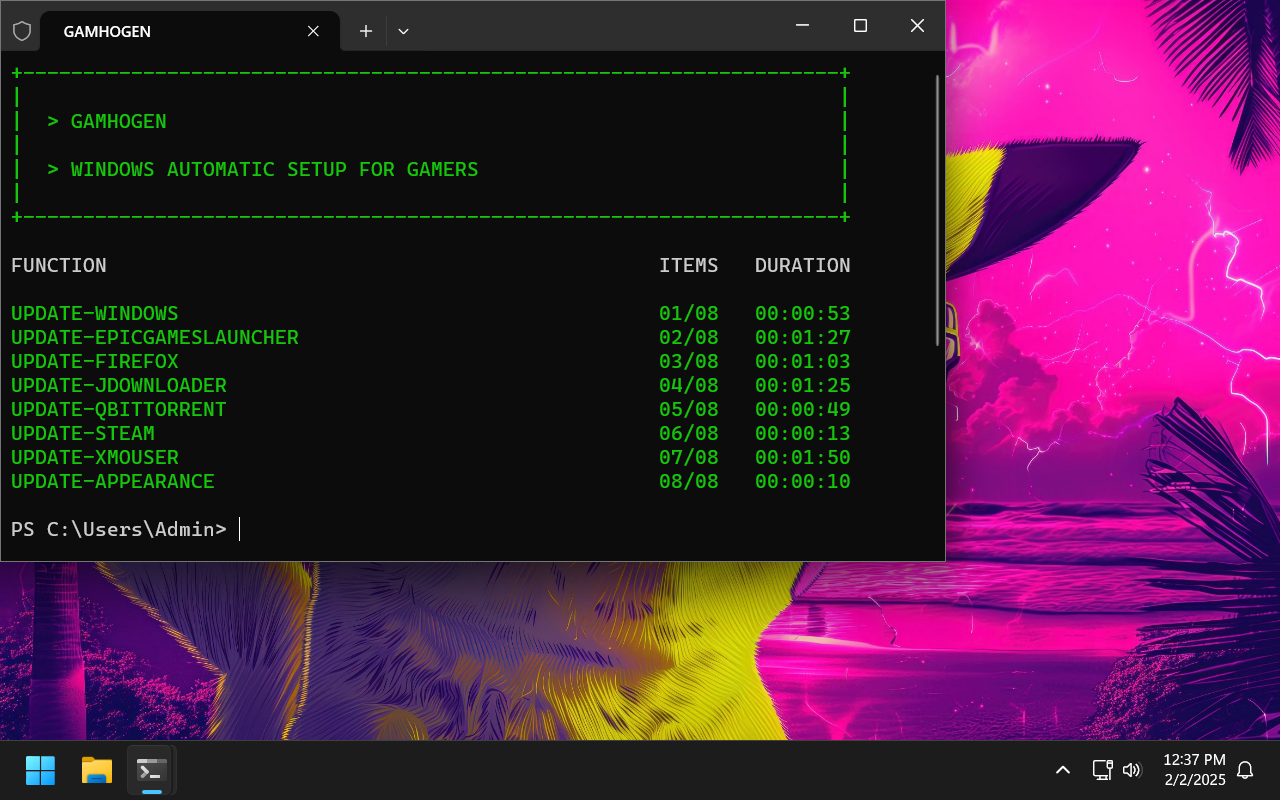 GAMHOGEN
+--------------------------------------------------------------------+
| |
| > GAMHOGEN |
| |
| > WINDOWS AUTOMATIC SETUP FOR GAMERS |
| |
+--------------------------------------------------------------------+
FUNCTION ITEMS DURATION
UPDATE-WINDOWS 01/08 00:00:53
UPDATE-EPICGAMESLAUNCHER 02/08 00:01:27
UPDATE-FIREFOX 03/08 00:01:03
UPDATE-JDOWNLOADER 04/08 00:01:25
UPDATE-QBITTORRENT 05/08 00:00:49
UPDATE-STEAM 06/08 00:00:13
UPDATE-XMOUSER 07/08 00:01:50
UPDATE-APPEARANCE 08/08 00:00:10
PS C:\Users\Admin>
12:37 PM
2/2/2025